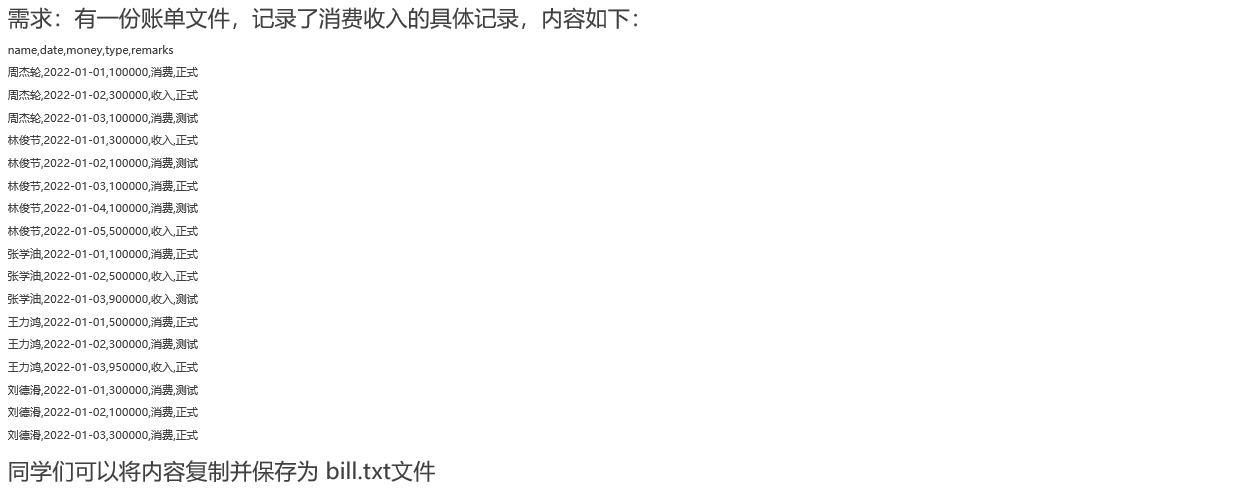 需求：有一份账单文件，记录了消费收入的具体记录，内容如下：
name,date,money,type,remarks
周杰轮,2022-01-01,100000,消费,正式
周杰轮,2022-01-02,300000,收入,正式
周杰轮,2022-01-03,100000,消费,测试
林俊节,2022-01-01,300000,收入,正式
林俊节,2022-01-02,100000,消费,测试
林俊节,2022-01-03,100000,消费,正式
林俊节,2022-01-04,100000,消费,测试
林俊节,2022-01-05,500000,收入,正式
张学油,2022-01-01,100000,消费,正式
张学油,2022-01-02,500000,收入,正式
张学油,2022-01-03,900000,收入,测试
王力鸿,2022-01-01,500000,消费,正式
王力鸿,2022-01-02,300000,消费,测试
王力鸿,2022-01-03,950000,收入,正式
刘德滑,2022-01-01,300000,消费,测试
刘德滑,2022-01-02,100000,消费,正式
刘德滑,2022-01-03,300000,消费,正式
同学们可以将内容复制并保存为 bill.txt文件